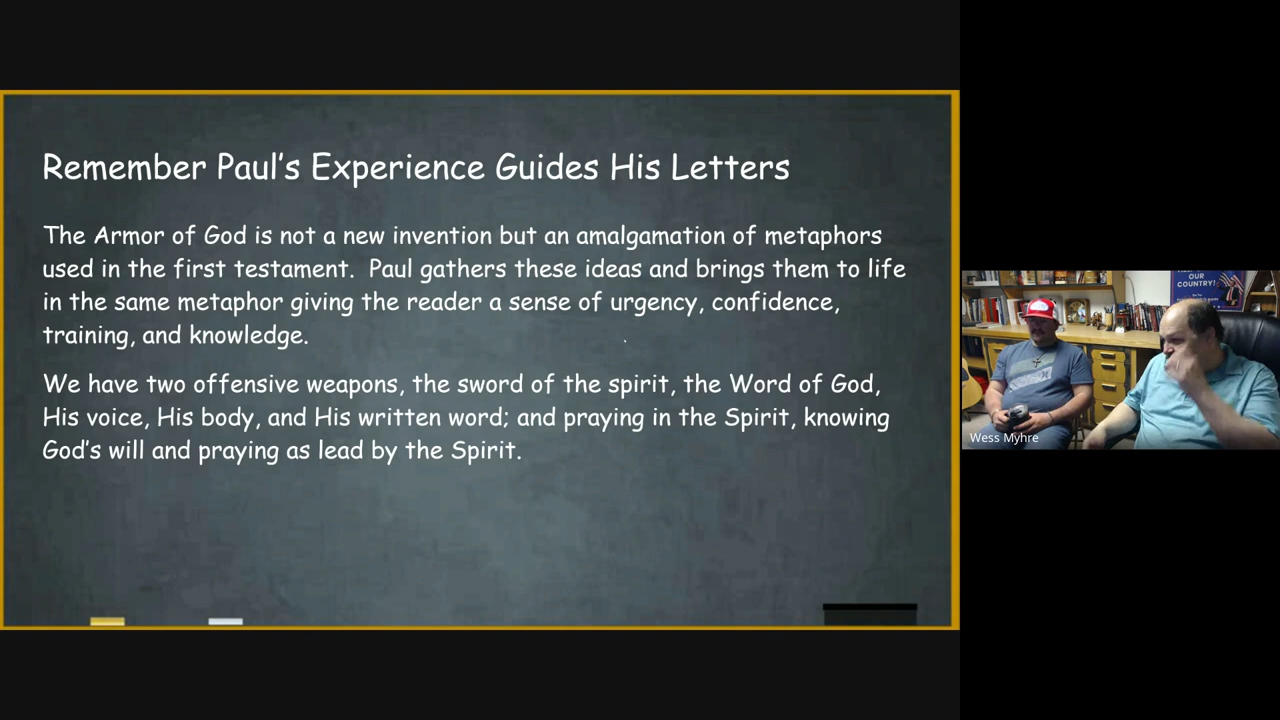 Remember Paul's Experience Guides His Letters
The Armor of God is not a new invention but an amalgamation of metaphors
used in the first testament.  Paul gathers these ideas and brings them to life
in the same metaphor giving the reader a sense of urgency, confidence,
training, and knowledge.
We have two offensive weapons, the sword of the spirit, the Word of God,
His voice, His body, and His written word; and praying in the Spirit, knowing
God's will and praying as lead by the Spirit.
OUR
COUNTRY!
Wess Myhre